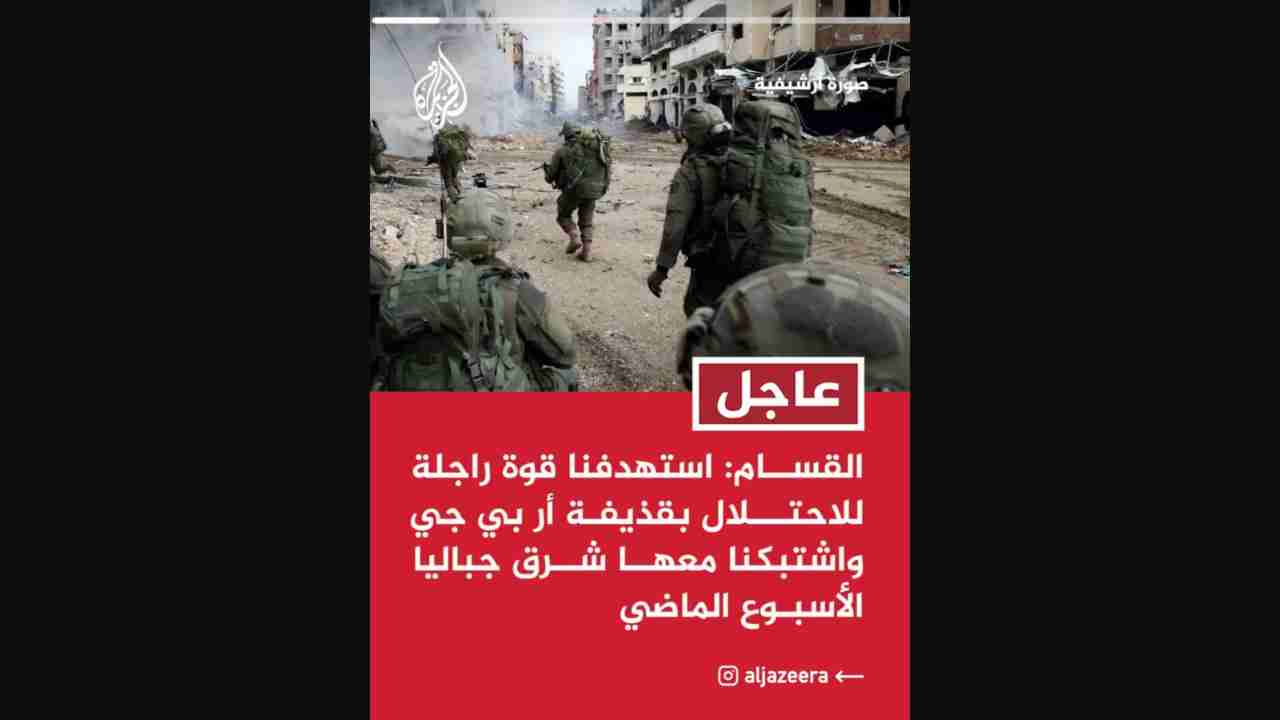 الجزيرة
صورة أرشيفية
عاجل
القسام: استهدفنا قوة راجلة
للاحتلال بقذيفة أر بي جي
واشتبكنا معها شرق جباليا
الأسبوع الماضي
aljazeera